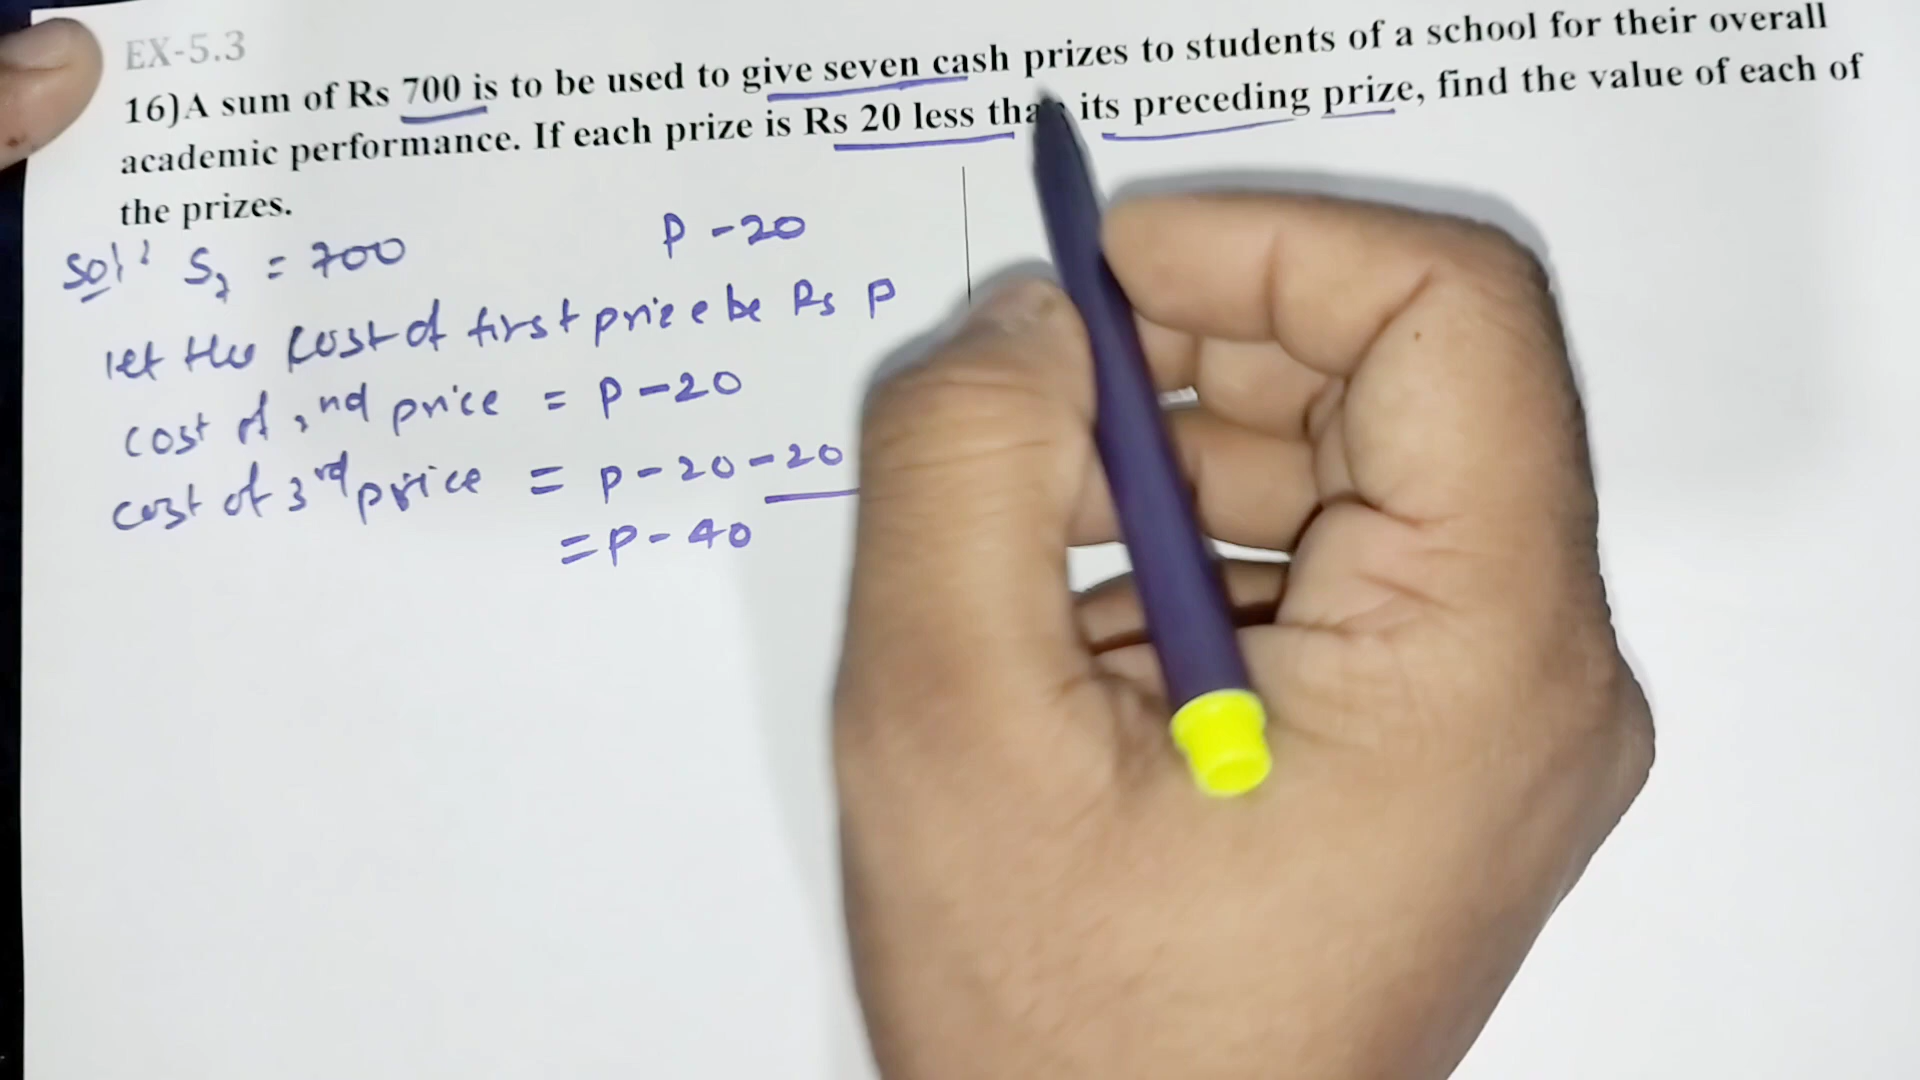 EX-5.3
16)A sum of Rs 700 is to be used to give seven cash prizes to students of a school for their overall
academic performance. If each prize is Rs 20 less than its preceding prize, find the value of each of
the prizes.
P - 20
Sol: S7 = 700
let the cost of first prize be Rs P
cost of 2nd price = P - 20
cost of 3rd price = P - 20 - 20
= P - 40